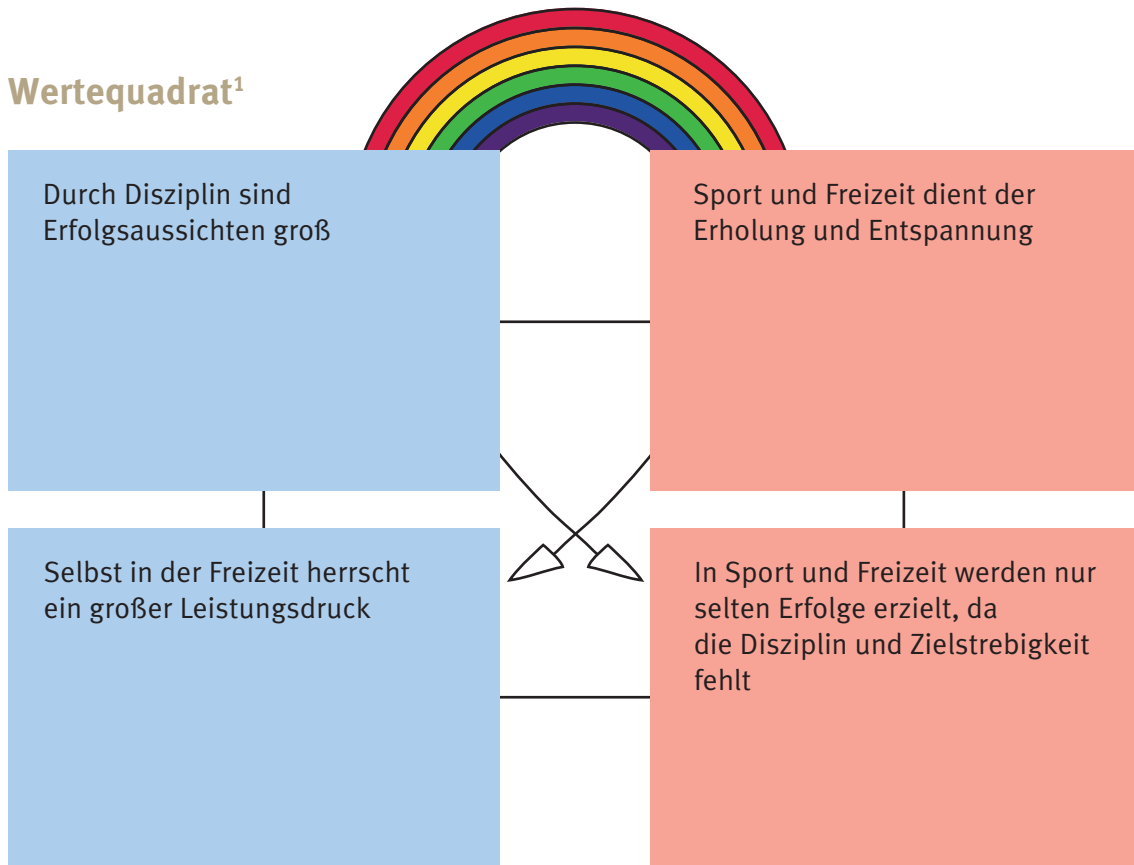 Wertequadrat¹
Durch Disziplin sind
Erfolgsaussichten groß
Sport und Freizeit dient der
Erholung und Entspannung
Selbst in der Freizeit herrscht
ein großer Leistungsdruck
In Sport und Freizeit werden nur
selten Erfolge erzielt, da
die Disziplin und Zielstrebigkeit
fehlt